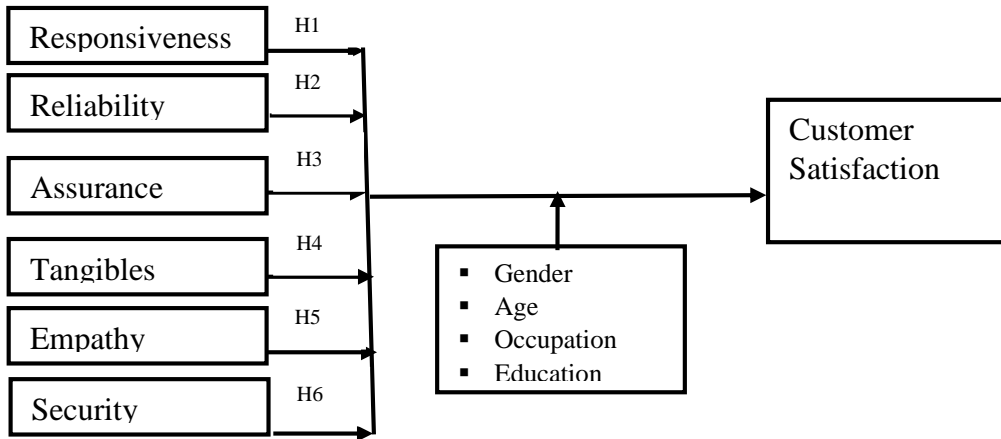 Responsiveness
H1
Reliability
H2
Assurance
H3
Tangibles
H4
Empathy
H5
Security
H6
Gender
Age
Occupation
Education
Customer
Satisfaction